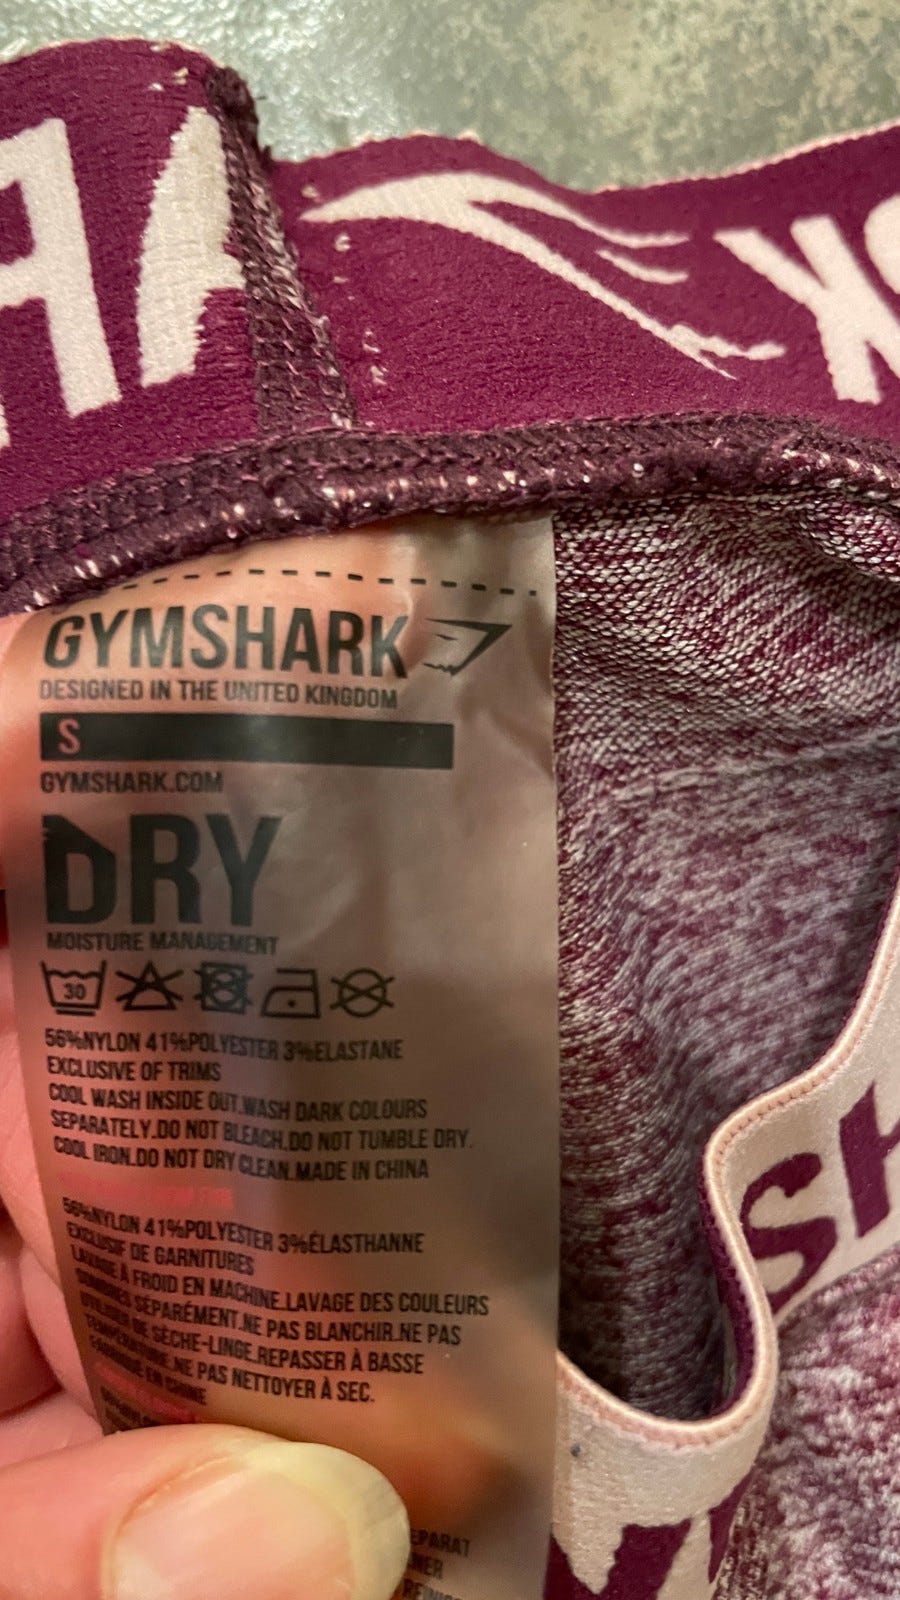 GYMSHARK
DESIGNED IN THE UNITED KINGDOM
S
GYMSHARK.COM
DRY
MOISTURE MANAGEMENT
30
56%NYLON 41%POLYESTER 3%ELASTANE
EXCLUSIVE OF TRIMS
COOL WASH INSIDE OUT.WASH DARK COLOURS
SEPARATELY.DO NOT BLEACH.DO NOT TUMBLE DRY.
COOL IRON.DO NOT DRY CLEAN.MADE IN CHINA
56%NYLON 41%POLYESTER 3%ÉLASTHANNE
EXCLUSIF DE GARNITURES
LAVAGE À FROID EN MACHINE.LAVAGE DES COULEURS
SOMBRES SÉPARÉMENT.NE PAS BLANCHIR.NE PAS
UTILISER DE SÈCHE-LINGE.REPASSER À BASSE
TEMPÉRATURE.NE PAS NETTOYER À SEC.
FABRIQUÉ EN CHINE
SH